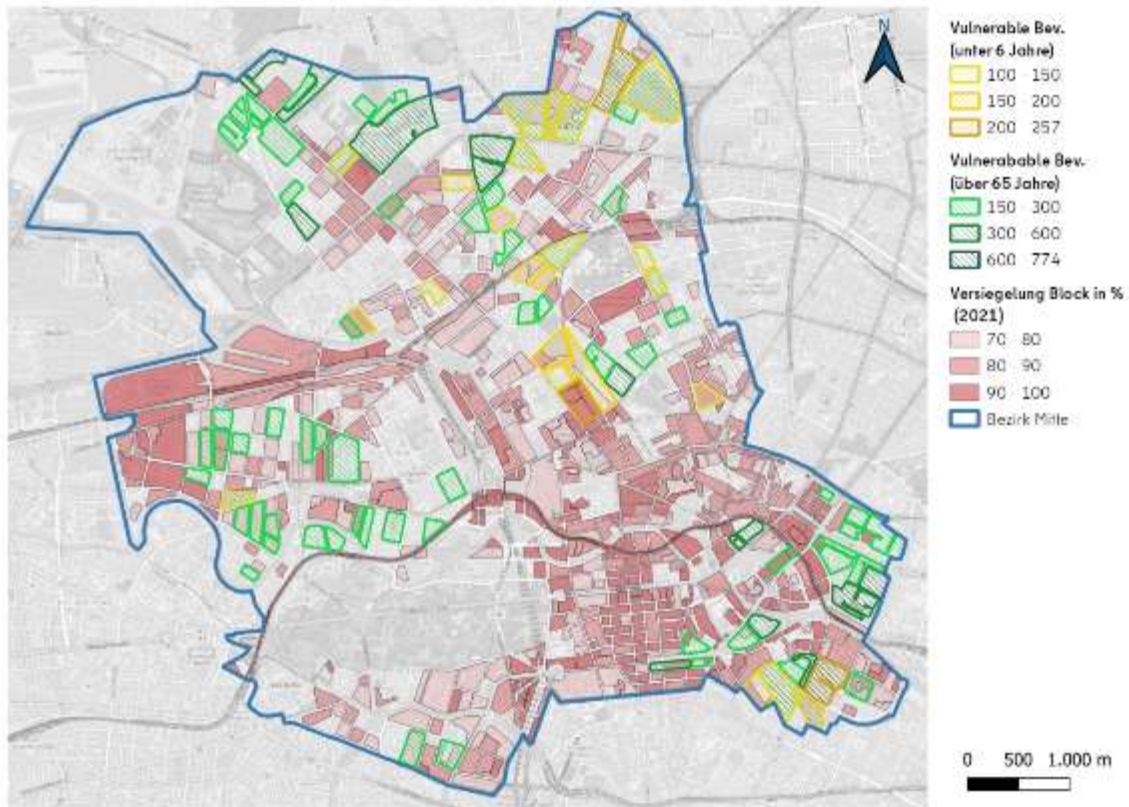 N
Vulnerable Bev.
(unter 6 Jahre)
100 150
150 200
200 257
Vulnerabable Bev.
(über 65 Jahre)
150 300
300 600
600 774
Versiegelung Block in %
(2021)
70 80
80 90
90 100
Bezirk Mitte
0 500 1.000 m